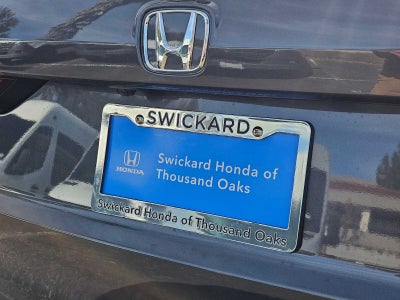 SWICKARD
HONDA
Swickard Honda of
Thousand Oaks
Swickard Honda of Thousand Oaks